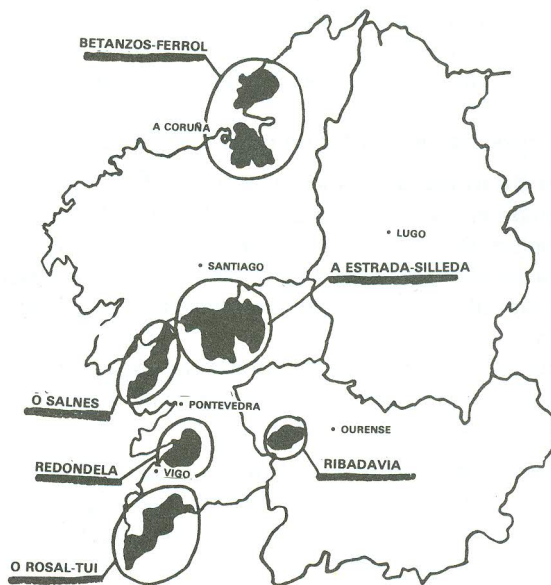 BETANZOS-FERROL
A CORUÑA
LUGO
SANTIAGO
A ESTRADA-SILLEDA
O SALNES
PONTEVEDRA
OURENSE
REDONDELA
VIGO
RIBADAVIA
O ROSAL-TUI